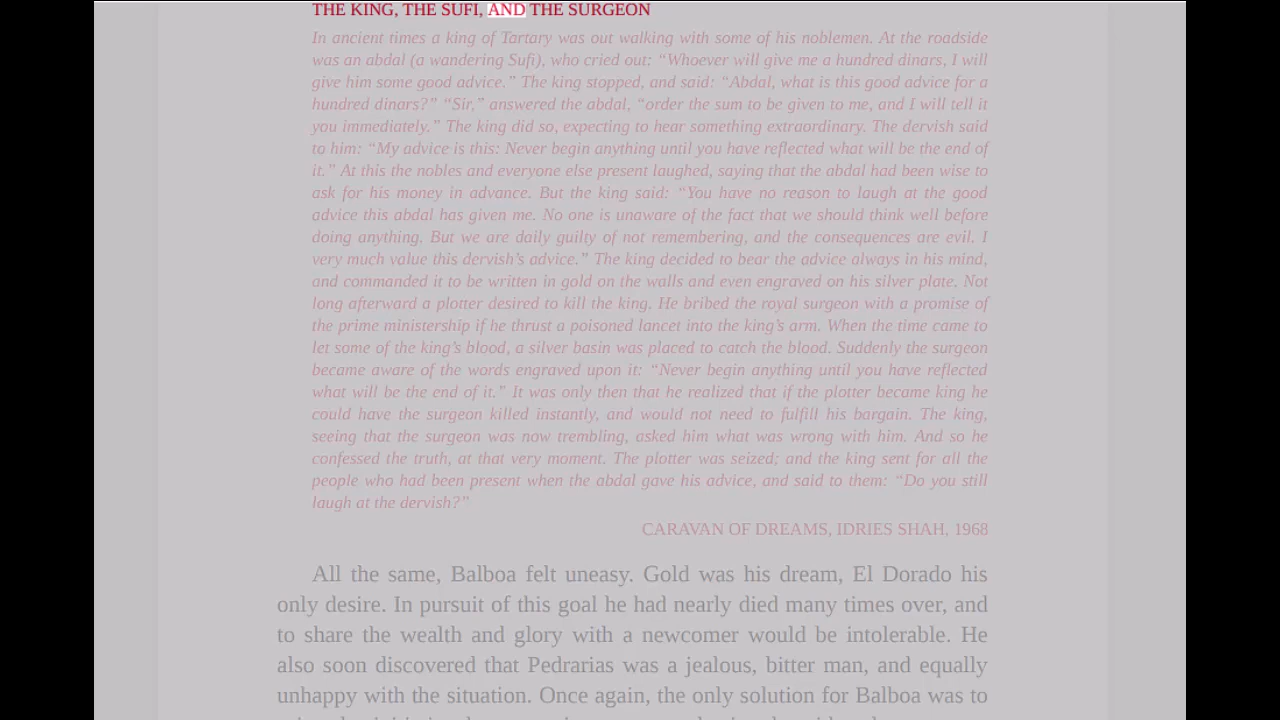 THE KING, THE SUFI, AND THE SURGEON
In ancient times a king of Tartary was out walking with some of his noblemen. At the roadside
was an abdal (a wandering Sufi), who cried out: “Whoever will give me a hundred dinars, I will
give him some good advice.” The king stopped, and said: “Abdal, what is this good advice for a
hundred dinars?” “Sir,” answered the abdal, “order the sum to be given to me, and I will tell it
you immediately.” The king did so, expecting to hear something extraordinary. The dervish said
to him: “My advice is this: Never begin anything until you have reflected what will be the end of
it.” At this the nobles and everyone else present laughed, saying that the abdal had been wise to
ask for his money in advance. But the king said: “You have no reason to laugh at the good
advice this abdal has given me. No one is unaware of the fact that we should think well before
doing anything. But we are daily guilty of not remembering, and the consequences are evil. I
very much value this dervish’s advice.” The king decided to bear the advice always in his mind,
and commanded it to be written in gold on the walls and even engraved on his silver plate. Not
long afterward a plotter desired to kill the king. He bribed the royal surgeon with a promise of
the prime ministership if he thrust a poisoned lancet into the king’s arm. When the time came to
let some of the king’s blood, a silver basin was placed to catch the blood. Suddenly the surgeon
became aware of the words engraved upon it: “Never begin anything until you have reflected
what will be the end of it.” It was only then that he realized that if the plotter became king he
could have the surgeon killed instantly, and would not need to fulfill his bargain. The king,
seeing that the surgeon was now trembling, asked him what was wrong with him. And so he
confessed the truth, at that very moment. The plotter was seized; and the king sent for all the
people who had been present when the abdal gave his advice, and said to them: “Do you still
laugh at the dervish?”
CARAVAN OF DREAMS, IDRIES SHAH, 1968
All the same, Balboa felt uneasy. Gold was his dream, El Dorado his
only desire. In pursuit of this goal he had nearly died many times over, and
to share the wealth and glory with a newcomer would be intolerable. He
also soon discovered that Pedrarias was a jealous, bitter man, and equally
unhappy with the situation. Once again, the only solution for Balboa was to